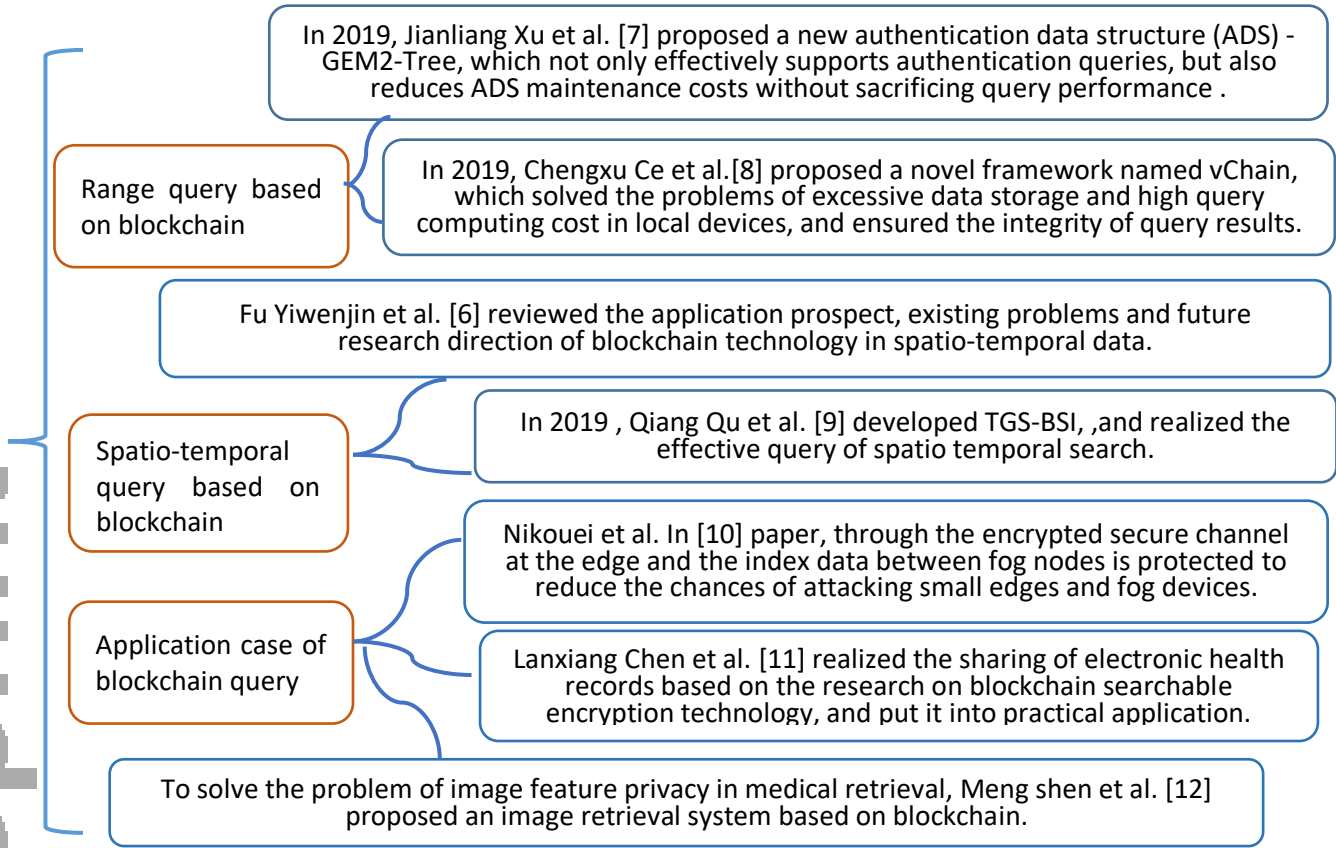 In 2019, Jianliang Xu et al. [7] proposed a new authentication data structure (ADS) -
GEM2-Tree, which not only effectively supports authentication queries, but also
reduces ADS maintenance costs without sacrificing query performance .
Range query based
on blockchain
In 2019, Chengxu Ce et al.[8] proposed a novel framework named vChain,
which solved the problems of excessive data storage and high query
computing cost in local devices, and ensured the integrity of query results.
Fu Yiwenjin et al. [6] reviewed the application prospect, existing problems and future
research direction of blockchain technology in spatio-temporal data.
Spatio-temporal
query based on
blockchain
In 2019 , Qiang Qu et al. [9] developed TGS-BSI, ,and realized the
effective query of spatio temporal search.
Nikouei et al. In [10] paper, through the encrypted secure channel
at the edge and the index data between fog nodes is protected to
reduce the chances of attacking small edges and fog devices.
Application case of
blockchain query
Lanxiang Chen et al. [11] realized the sharing of electronic health
records based on the research on blockchain searchable
encryption technology, and put it into practical application.
To solve the problem of image feature privacy in medical retrieval, Meng shen et al. [12]
proposed an image retrieval system based on blockchain.